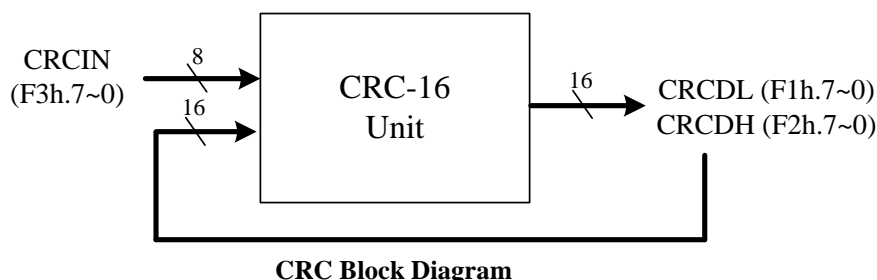 CRCIN
(F3h.7~0)
8
16
CRC-16
Unit
16
CRCDL (F1h.7~0)
CRCDH (F2h.7~0)
CRC Block Diagram